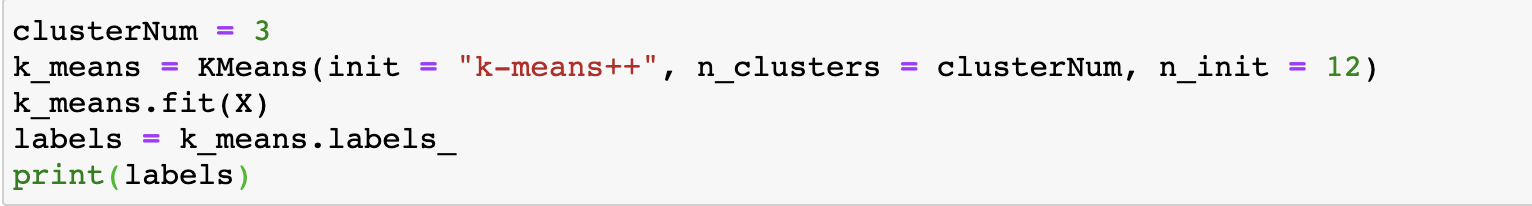 clusterNum = 3
k_means = KMeans(init = "k-means++", n_clusters = clusterNum, n_init = 12)
k_means.fit(X)
labels = k_means.labels_
print(labels)